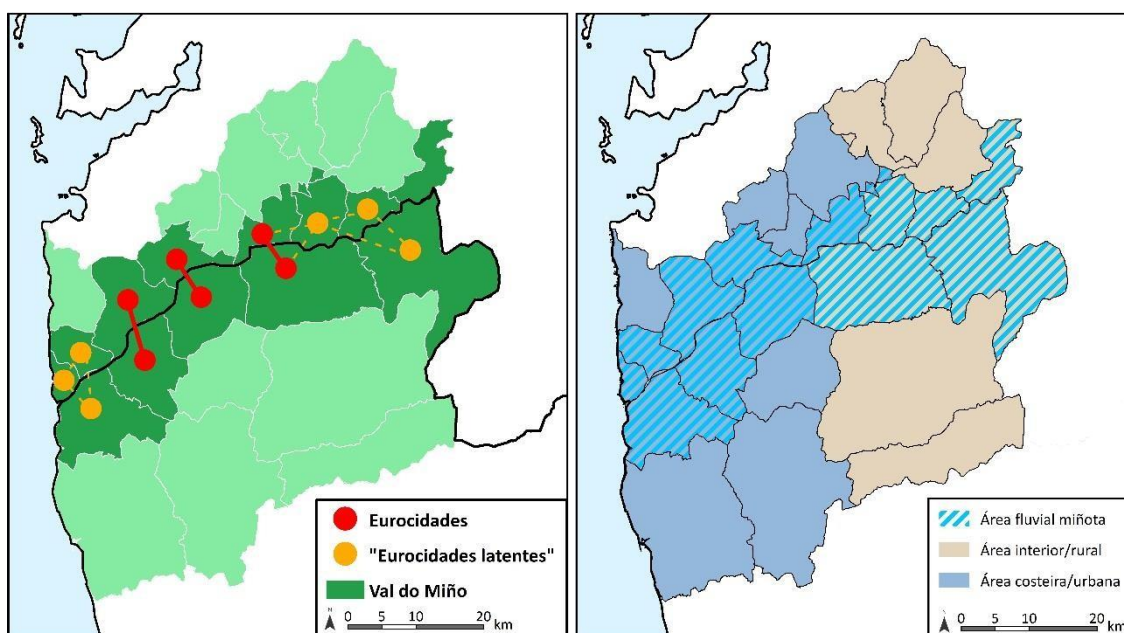 Eurocidades
"Eurocidades latentes"
Val do Miño
N
0 5 10 20
km
Área fluvial miñota
Área interior/rural
Área costeira/urbana
N
0 5 10 20
km